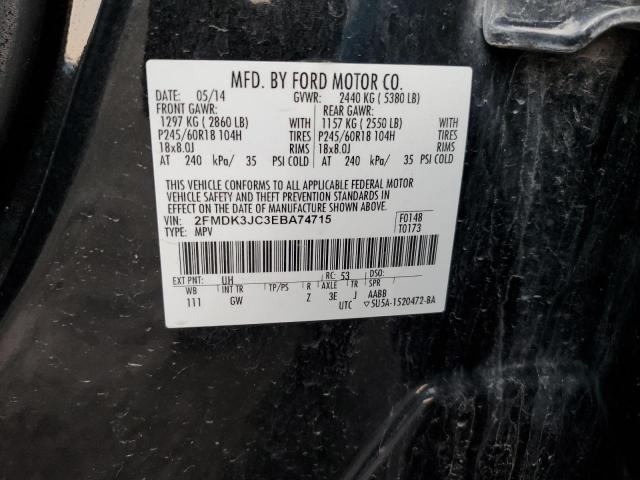 MFD. BY FORD MOTOR CO.
DATE: 05/14 GVWR: 2440 KG ( 5380 LB)
FRONT GAWR: REAR GAWR:
1297 KG ( 2860 LB) WITH 1157 KG ( 2550 LB) WITH
P245/60R18 104H TIRES P245/60R18 104H TIRES
18x8.0J RIMS 18x8.0J RIMS
AT 240 kPa/ 35 PSI COLD AT 240 kPa/ 35 PSI COLD
THIS VEHICLE CONFORMS TO ALL APPLICABLE FEDERAL MOTOR
VEHICLE SAFETY AND THEFT PREVENTION STANDARDS IN
EFFECT ON THE DATE OF MANUFACTURE SHOWN ABOVE.
VIN: 2FMDK3JC3EBA74715 F0148
TYPE: MPV T0173
EXT PNT: UH RC: 53 DSO:
WB INT TR TP/PS R AXLE TR SPR
111 GW Z 3E J AABB
UTC 5U5A-1520472-BA